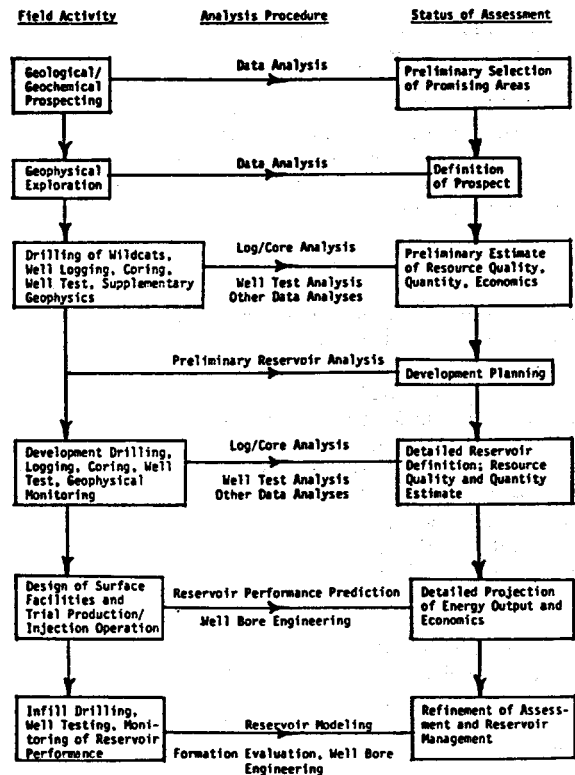 Field Activity
Analysis Procedure
Status of Assessment
Geological/
Geochemical
Prospecting
Data Analysis
Preliminary Selection
of Promising Areas
Geophysical
Exploration
Data Analysis
Definition
of Prospect
Drilling of Wildcats,
Well Logging, Coring,
Well Test, Supplementary
Geophysics
Log/Core Analysis
Well Test Analysis
Other Data Analyses
Preliminary Estimate
of Resource Quality,
Quantity, Economics
Preliminary Reservoir Analysis
Development Planning
Development Drilling,
Logging, Coring, Well
Test, Geophysical
Monitoring
Log/Core Analysis
Well Test Analysis
Other Data Analyses
Detailed Reservoir
Definition; Resource
Quality and Quantity
Estimate
Design of Surface
Facilities and
Trial Production/
Injection Operation
Reservoir Performance Prediction
Well Bore Engineering
Detailed Projection
of Energy Output and
Economics
Infill Drilling,
Well Testing, Moni-
toring of Reservoir
Performance
Reservoir Modeling
Formation Evaluation, Well Bore
Engineering
Refinement of Assess-
ment and Reservoir
Management